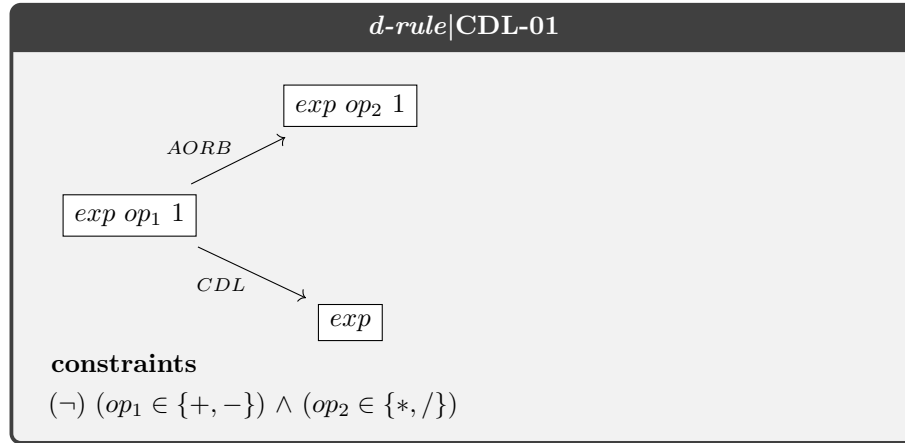 d-rule|CDL-01
exp op₂ 1
AORB
exp op₁ 1
CDL
exp
constraints
(¬) (op₁ ∈ {+, −}) ∧ (op₂ ∈ {∗, /})